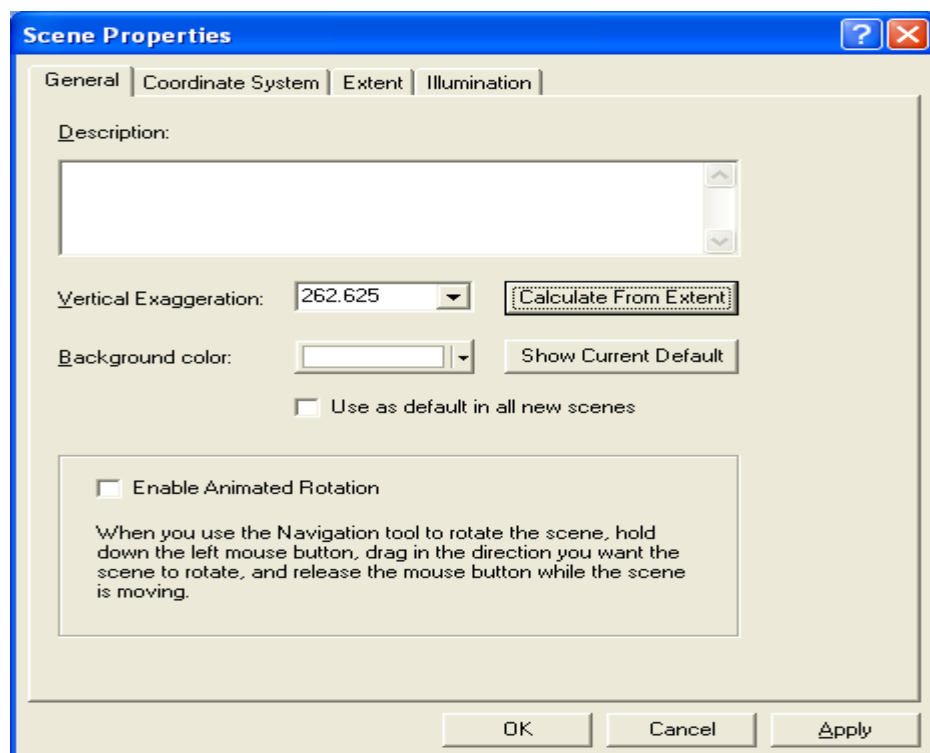 Scene Properties
General Coordinate System Extent Illumination
Description:
Vertical Exaggeration: 262.625 Calculate From Extent
Background color: Show Current Default
Use as default in all new scenes
Enable Animated Rotation
When you use the Navigation tool to rotate the scene, hold
down the left mouse button, drag in the direction you want the
scene to rotate, and release the mouse button while the scene
is moving.
OK Cancel Apply